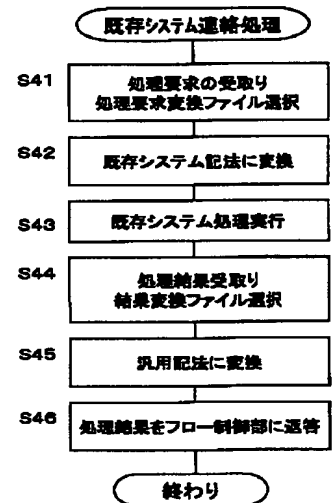 既存システム連絡処理
S41
処理要求の受取り
処理要求変換ファイル選択
S42
既存システム記法に変換
S43
既存システム処理実行
S44
処理結果受取り
結果変換ファイル選択
S45
汎用記法に変換
S46
処理結果をフロー制御部に返答
終わり